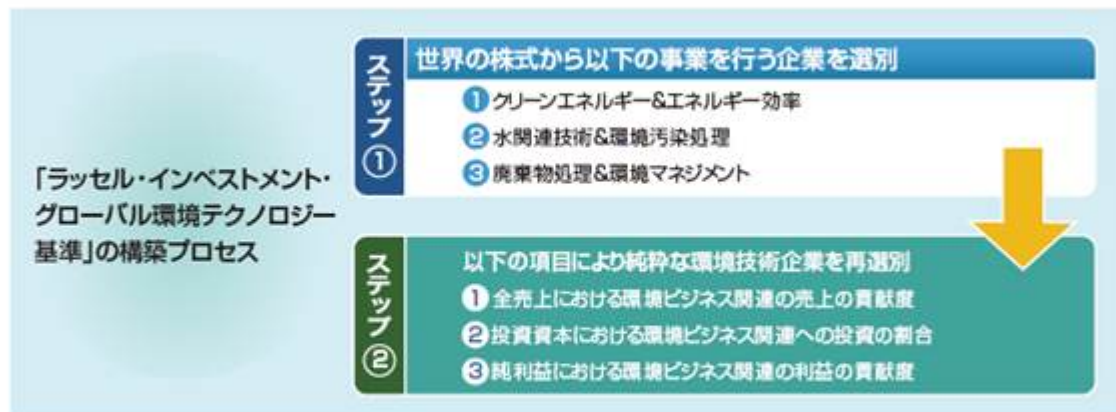 「ラッセル・インベストメント・
グローバル環境テクノロジー
基準」の構築プロセス
ステップ①
世界の株式から以下の事業を行う企業を選別
❶クリーンエネルギー&エネルギー効率
❷水関連技術&環境汚染処理
❸廃棄物処理&環境マネジメント
ステップ②
以下の項目により純粋な環境技術企業を再選別
❶全売上における環境ビジネス関連の売上の貢献度
❷投資資本における環境ビジネス関連への投資の割合
❸純利益における環境ビジネス関連の利益の貢献度